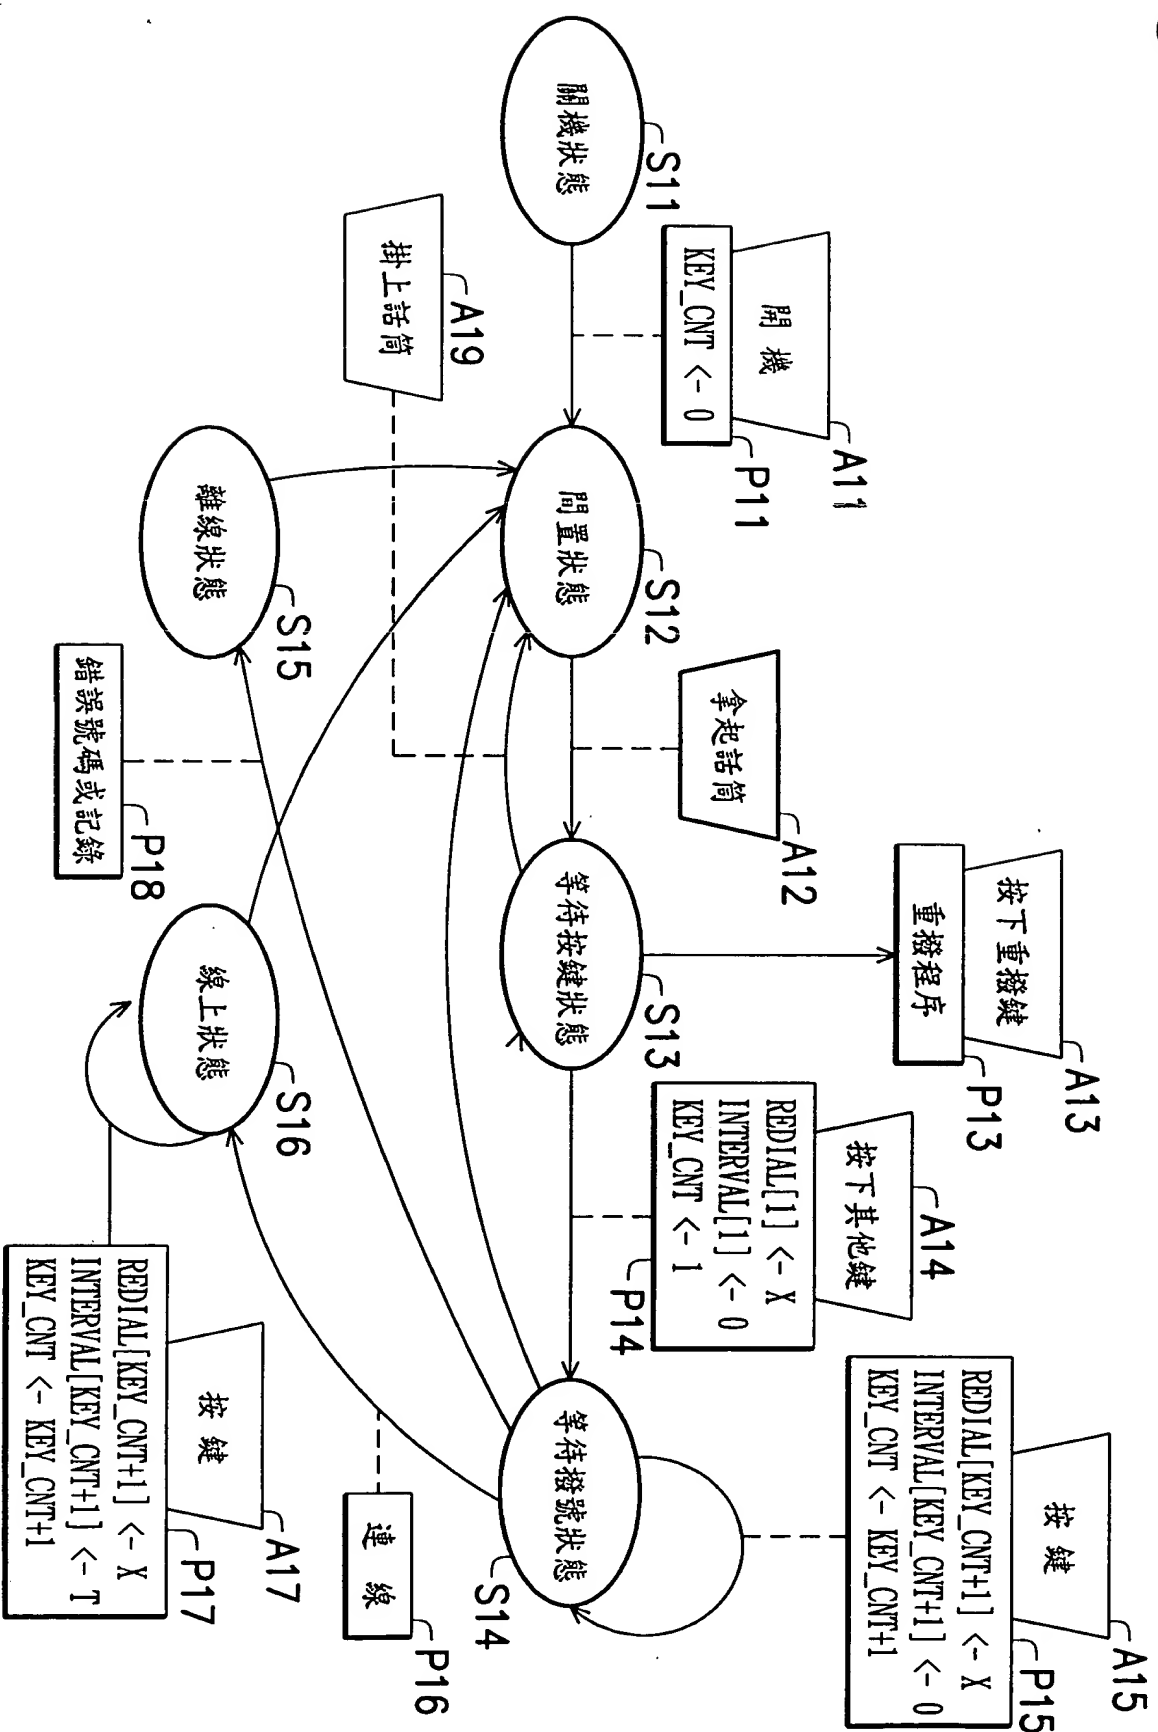 關機狀態
S11
開機
A11
KEY_CNT <- 0
P11
掛上話筒
A19
閒置狀態
S12
離線狀態
S15
拿起話筒
A12
錯誤號碼或記錄
P18
按下重撥鍵
A13
重撥程序
P13
等待按鍵狀態
S13
線上狀態
S16
按下其他鍵
A14
REDIAL[1] <- X
INTERVAL[1] <- 0
KEY_CNT <- 1
P14
按鍵
A15
REDIAL[KEY_CNT+1] <- X
INTERVAL[KEY_CNT+1] <- 0
KEY_CNT <- KEY_CNT+1
P15
等待撥號狀態
S14
連線
P16
按鍵
A17
REDIAL[KEY_CNT+1] <- X
INTERVAL[KEY_CNT+1] <- T
KEY_CNT <- KEY_CNT+1
P17